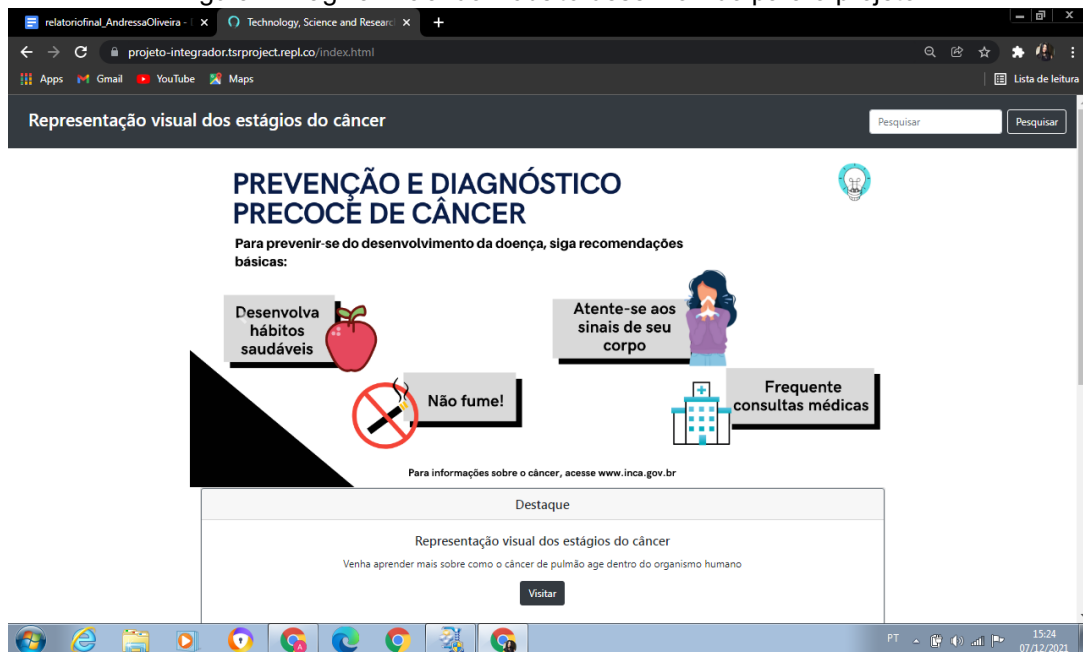 relatoriofinal_AndressaOliveira -
Technology, Science and Researc
projeto-integrador.tsrproject.repl.co/index.html
Apps Gmail YouTube Maps Lista de leitura
Representação visual dos estágios do câncer
Pesquisar Pesquisar
PREVENÇÃO E DIAGNÓSTICO
PRECOCE DE CÂNCER
Para prevenir-se do desenvolvimento da doença, siga recomendações
básicas:
Desenvolva
hábitos
saudáveis
Atente-se aos
sinais de seu
corpo
Não fume!
Frequente
consultas médicas
Para informações sobre o câncer, acesse www.inca.gov.br
Destaque
Representação visual dos estágios do câncer
Venha aprender mais sobre como o câncer de pulmão age dentro do organismo humano
Visitar
PT
15:24
07/12/2021